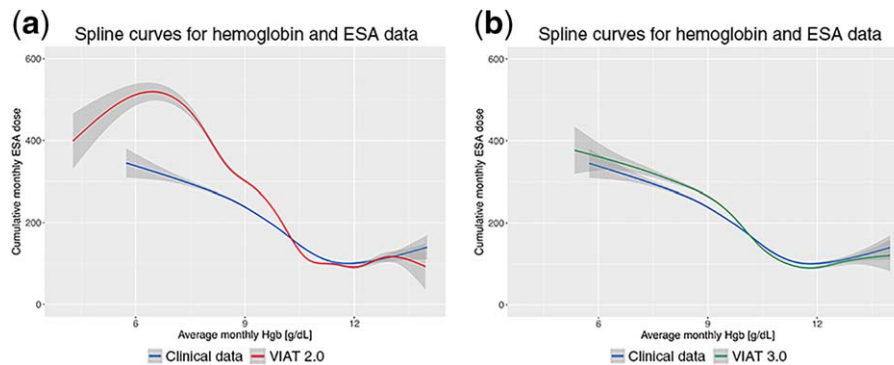 (a)
Spline curves for hemoglobin and ESA data
600
400
200
0
Cumulative monthly ESA dose
6
9
12
Average monthly Hgb [g/dL]
Clinical data VIAT 2.0
(b)
Spline curves for hemoglobin and ESA data
600
400
200
0
Cumulative monthly ESA dose
6
9
12
Average monthly Hgb [g/dL]
Clinical data VIAT 3.0